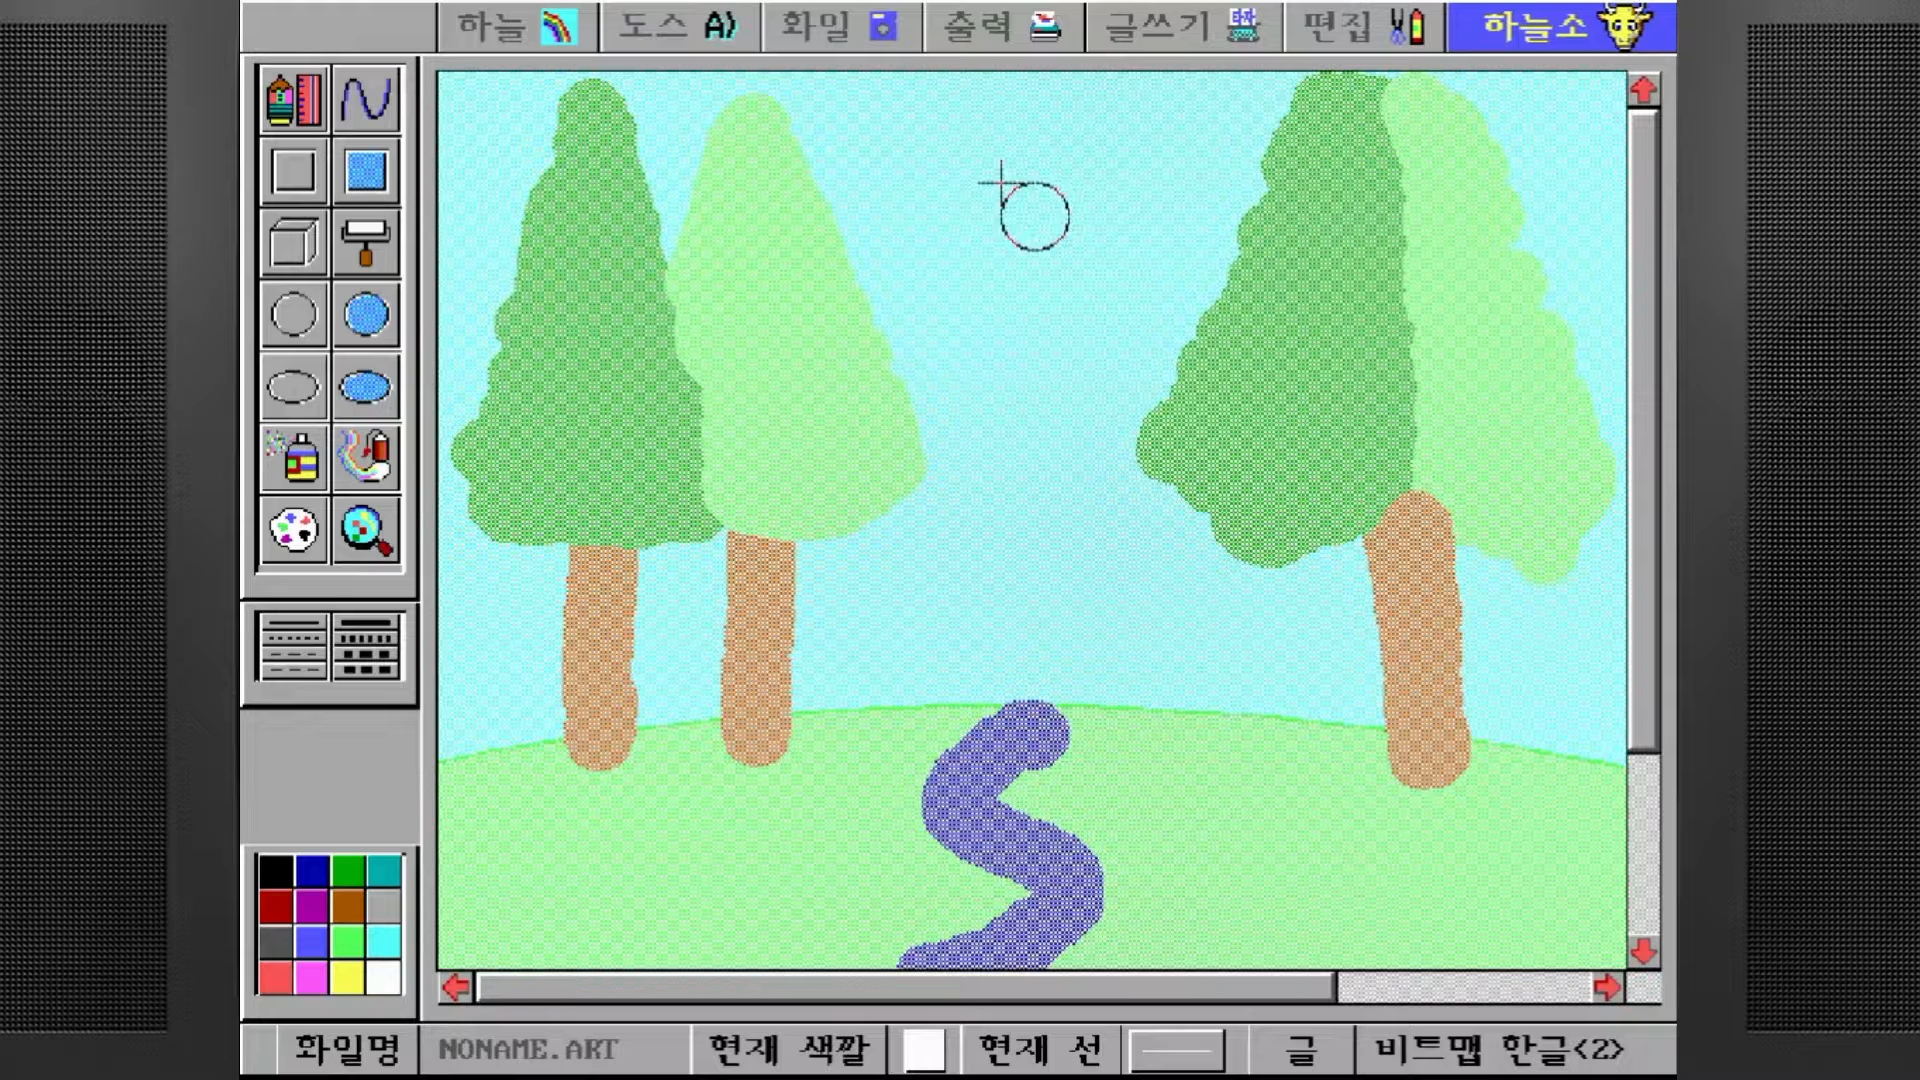 하늘 도스 A) 화일 출력 글쓰기 편집 하늘소
화일명 NONAME.ART 현재 색깔 현재 선 글 비트맵 한글<2>